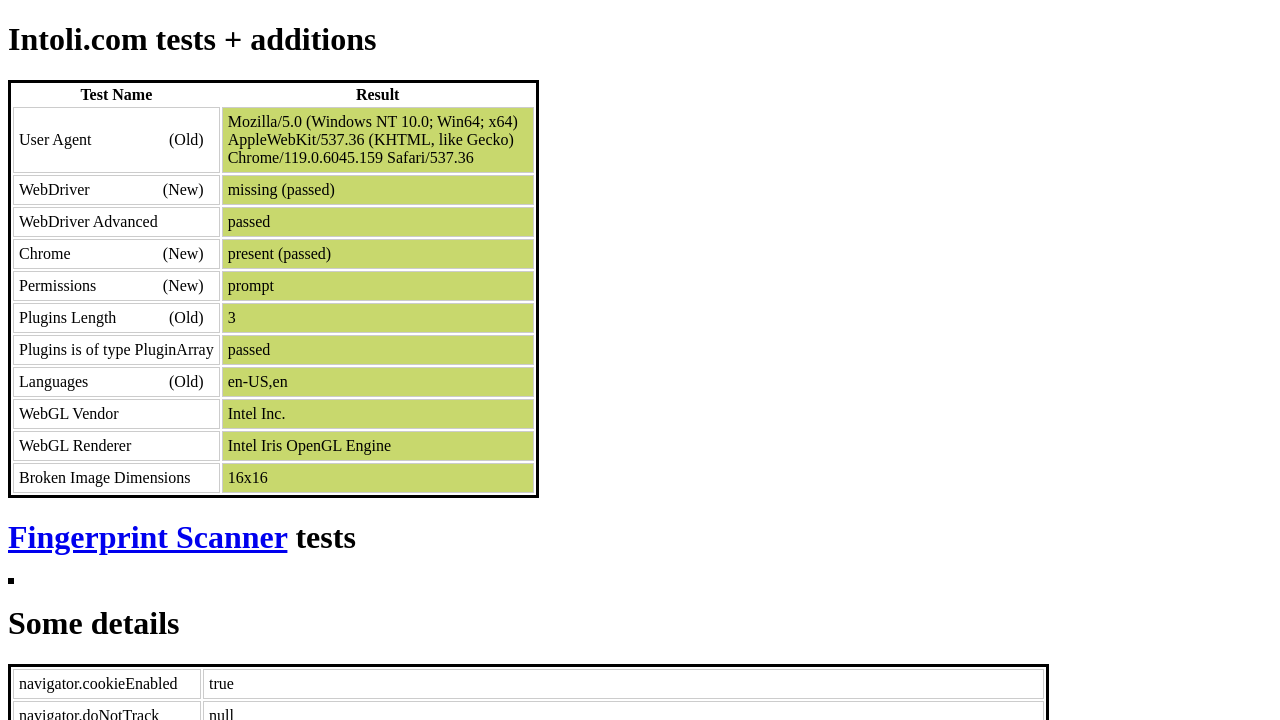 Intoli.com tests + additions
Test Name Result
User Agent (Old) Mozilla/5.0 (Windows NT 10.0; Win64; x64)
AppleWebKit/537.36 (KHTML, like Gecko)
Chrome/119.0.6045.159 Safari/537.36
WebDriver (New) missing (passed)
WebDriver Advanced passed
Chrome (New) present (passed)
Permissions (New) prompt
Plugins Length (Old) 3
Plugins is of type PluginArray passed
Languages (Old) en-US,en
WebGL Vendor Intel Inc.
WebGL Renderer Intel Iris OpenGL Engine
Broken Image Dimensions 16x16
Fingerprint Scanner tests
Some details
navigator.cookieEnabled true
navigator.doNotTrack null